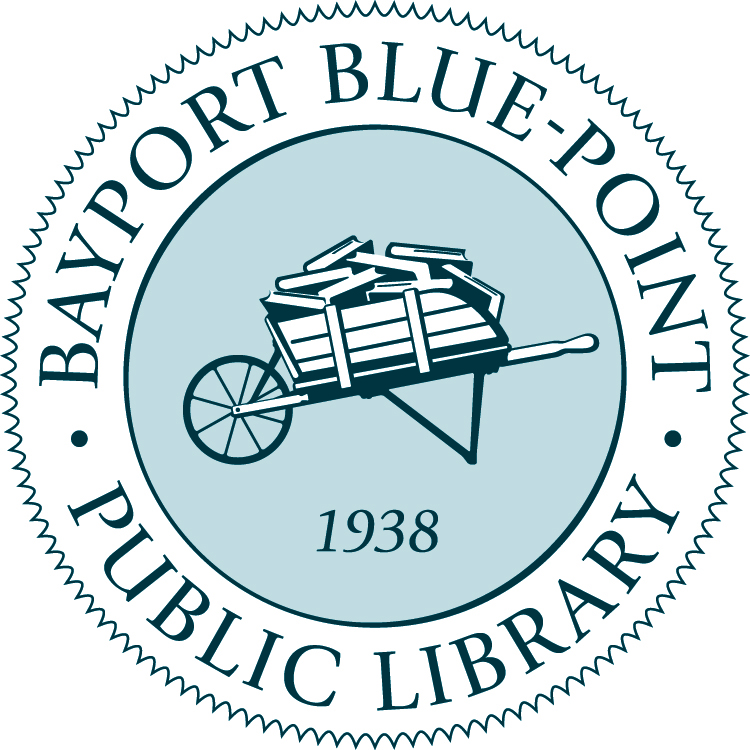 BAYPORT BLUE-POINT
1938
• PUBLIC LIBRARY •